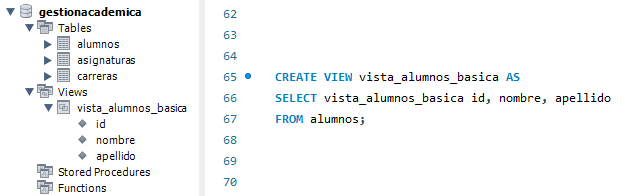 gestionacademica
Tables
alumnos
asignaturas
carreras
Views
vista_alumnos_basica
id
nombre
apellido
Stored Procedures
Functions
62
63
64
65 CREATE VIEW vista_alumnos_basica AS
66 SELECT vista_alumnos_basica id, nombre, apellido
67 FROM alumnos;
68
69
70